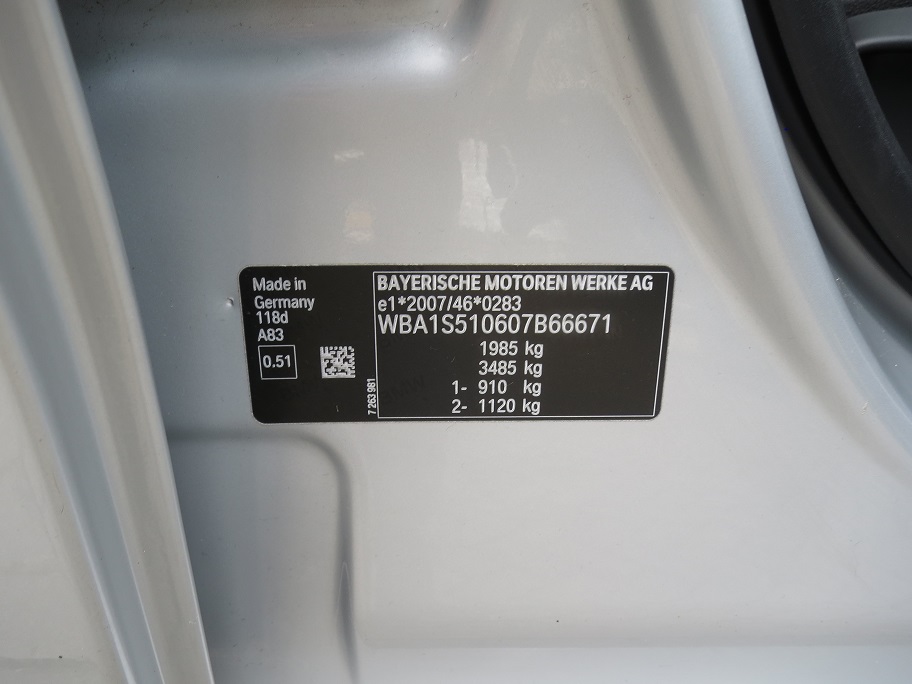 Made in
Germany
118d
A83
0.51
7 263 981
BAYERISCHE MOTOREN WERKE AG
e1*2007/46*0283
WBA1S510607B66671
1985 kg
3485 kg
1- 910 kg
2- 1120 kg